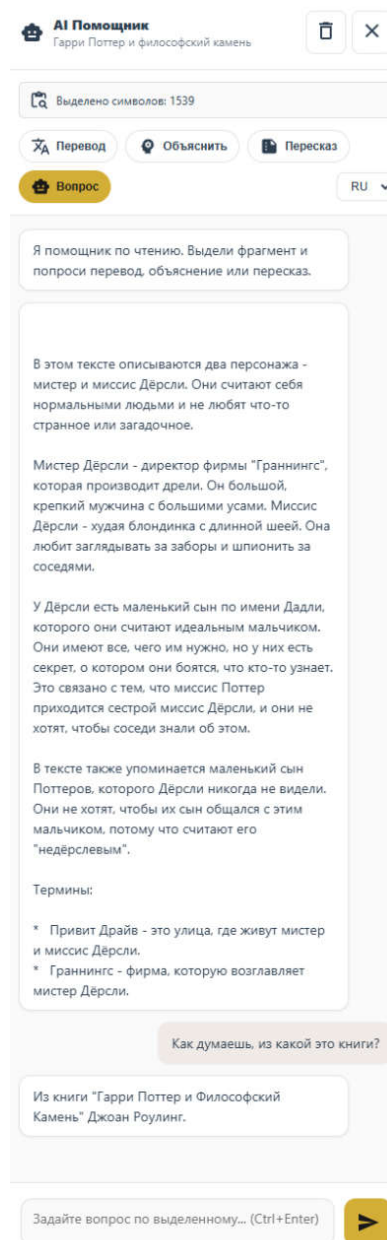 AI Помощник
Гарри Поттер и философский камень
Выделено символов: 1539
Перевод
Объяснить
Пересказ
Вопрос
RU
Я помощник по чтению. Выдели фрагмент и
попроси перевод, объяснение или пересказ.
В этом тексте описываются два персонажа -
мистер и миссис Дёрсли. Они считают себя
нормальными людьми и не любят что-то
странное или загадочное.
Мистер Дёрсли - директор фирмы "Граннингс",
которая производит дрели. Он большой,
крепкий мужчина с большими усами. Миссис
Дёрсли - худая блондинка с длинной шеей. Она
любит заглядывать за заборы и шпионить за
соседями.
У Дёрсли есть маленький сын по имени Дадли,
которого они считают идеальным мальчиком.
Они имеют все, чего им нужно, но у них есть
секрет, о котором они боятся, что кто-то узнает.
Это связано с тем, что миссис Поттер
приходится сестрой миссис Дёрсли, и они не
хотят, чтобы соседи знали об этом.
В тексте также упоминается маленький сын
Поттеров, которого Дёрсли никогда не видели.
Они не хотят, чтобы их сын общался с этим
мальчиком, потому что считают его
"недёрслевым".
Термины:
* Привит Драйв - это улица, где живут мистер
и миссис Дёрсли.
* Граннингс - фирма, которую возглавляет
мистер Дёрсли.
Как думаешь, из какой это книги?
Из книги "Гарри Поттер и Философский
Камень" Джоан Роулинг.
Задайте вопрос по выделенному... (Ctrl+Enter)